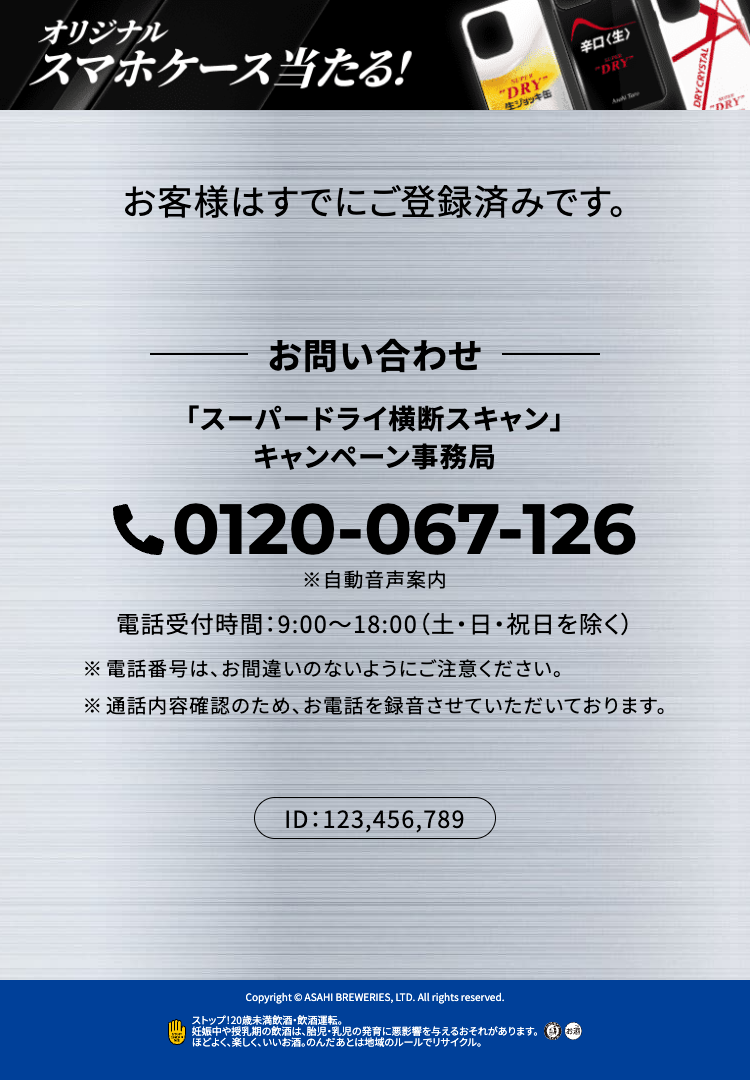 オリジナル
スマホケース当たる!
SUPER
"DRY"
生ジョッキ缶
辛口〈生〉
SUPER
"DRY"
Asahi Taro
DRY CRYSTAL
SUPER
"DRY"
お客様はすでにご登録済みです。
お問い合わせ
「スーパードライ横断スキャン」
キャンペーン事務局
0120-067-126
※自動音声案内
電話受付時間：9:00〜18:00（土・日・祝日を除く）
※ 電話番号は、お間違いのないようにご注意ください。
※ 通話内容確認のため、お電話を録音させていただいております。
ID：123,456,789
Copyright © ASAHI BREWERIES, LTD. All rights reserved.
ストップ!20歳未満飲酒・飲酒運転。
妊娠中や授乳期の飲酒は、胎児・乳児の発育に悪影響を与えるおそれがあります。
お酒
ほどよく、楽しく、いいお酒。のんだあとは地域のルールでリサイクル。